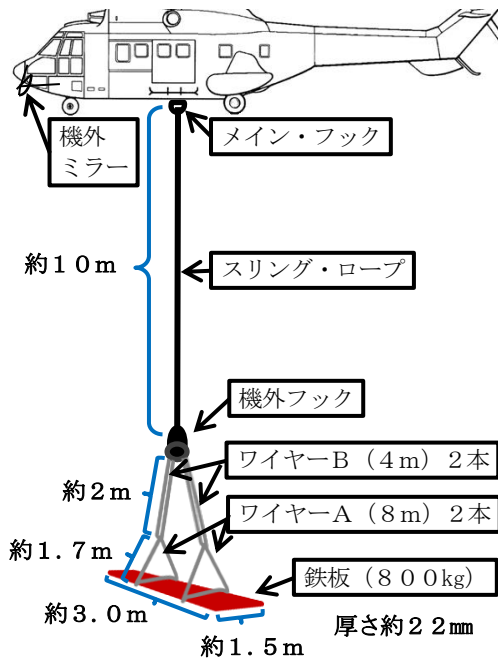 機外
ミラー
メイン・フック
約10m
スリング・ロープ
機外フック
ワイヤーB(4m)2本
約2m
ワイヤーA(8m)2本
約1.7m
鉄板(800kg)
約3.0m
厚さ約22㎜
約1.5m